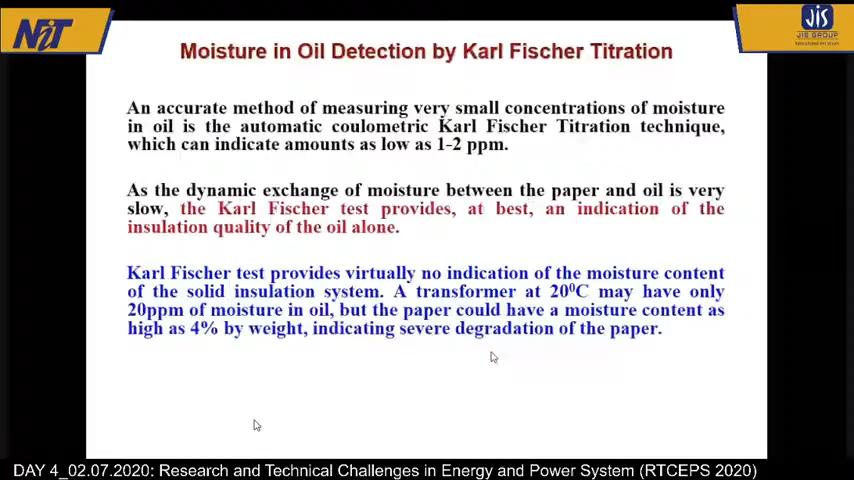 NiT
JIS
JIS GROUP
Moisture in Oil Detection by Karl Fischer Titration
An accurate method of measuring very small concentrations of moisture
in oil is the automatic coulometric Karl Fischer Titration technique,
which can indicate amounts as low as 1-2 ppm.
As the dynamic exchange of moisture between the paper and oil is very
slow, the Karl Fischer test provides, at best, an indication of the
insulation quality of the oil alone.
Karl Fischer test provides virtually no indication of the moisture content
of the solid insulation system. A transformer at 20⁰C may have only
20ppm of moisture in oil, but the paper could have a moisture content as
high as 4% by weight, indicating severe degradation of the paper.
DAY 4_02.07.2020: Research and Technical Challenges in Energy and Power System (RTCEPS 2020)